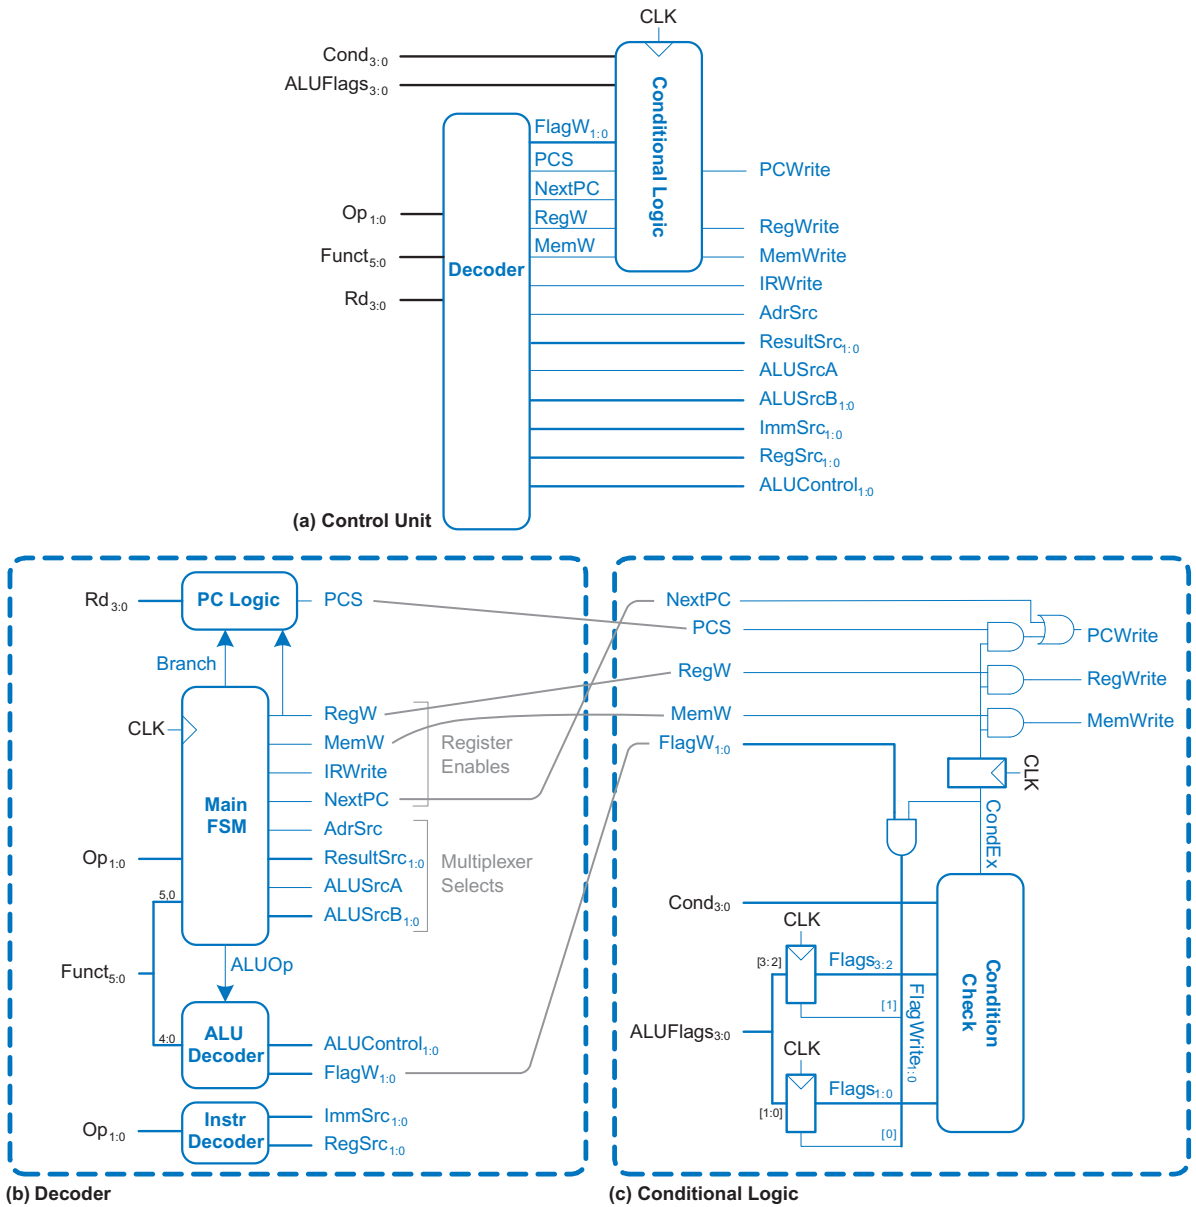 CLK
Cond3:0
ALUFlags3:0
Conditional Logic
FlagW1:0
PCS
PCWrite
NextPC
Op1:0
RegW
RegWrite
Funct5:0
MemW
MemWrite
Decoder
IRWrite
Rd3:0
AdrSrc
ResultSrc1:0
ALUSrcA
ALUSrcB1:0
ImmSrc1:0
RegSrc1:0
ALUControl1:0
(a) Control Unit
Rd3:0
PC Logic
PCS
Branch
CLK
RegW
MemW
IRWrite
NextPC
Register
Enables
Main
FSM
AdrSrc
Op1:0
ResultSrc1:0
ALUSrcA
ALUSrcB1:0
Multiplexer
Selects
5,0
Funct5:0
ALUOp
4:0
ALU
Decoder
ALUControl1:0
FlagW1:0
Op1:0
Instr
Decoder
ImmSrc1:0
RegSrc1:0
(b) Decoder
NextPC
PCS
PCWrite
RegW
RegWrite
MemW
MemWrite
FlagW1:0
CLK
CondEx
Cond3:0
CLK
[3:2]
Flags3:2
[1]
FlagWrite1:0
Condition
Check
ALUFlags3:0
CLK
Flags1:0
[1:0]
[0]
(c) Conditional Logic